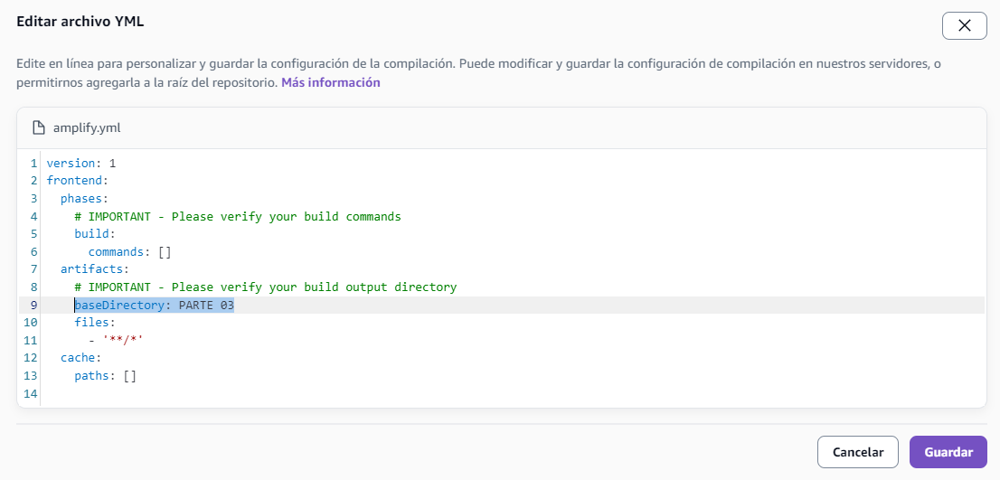 Editar archivo YML
Edite en línea para personalizar y guardar la configuración de la compilación. Puede modificar y guardar la configuración de compilación en nuestros servidores, o
permitirnos agregarla a la raíz del repositorio. Más información
amplify.yml
1 version: 1
2 frontend:
3   phases:
4     # IMPORTANT - Please verify your build commands
5     build:
6       commands: []
7   artifacts:
8     # IMPORTANT - Please verify your build output directory
9     baseDirectory: PARTE 03
10     files:
11       - '**/*'
12   cache:
13     paths: []
14
Cancelar Guardar